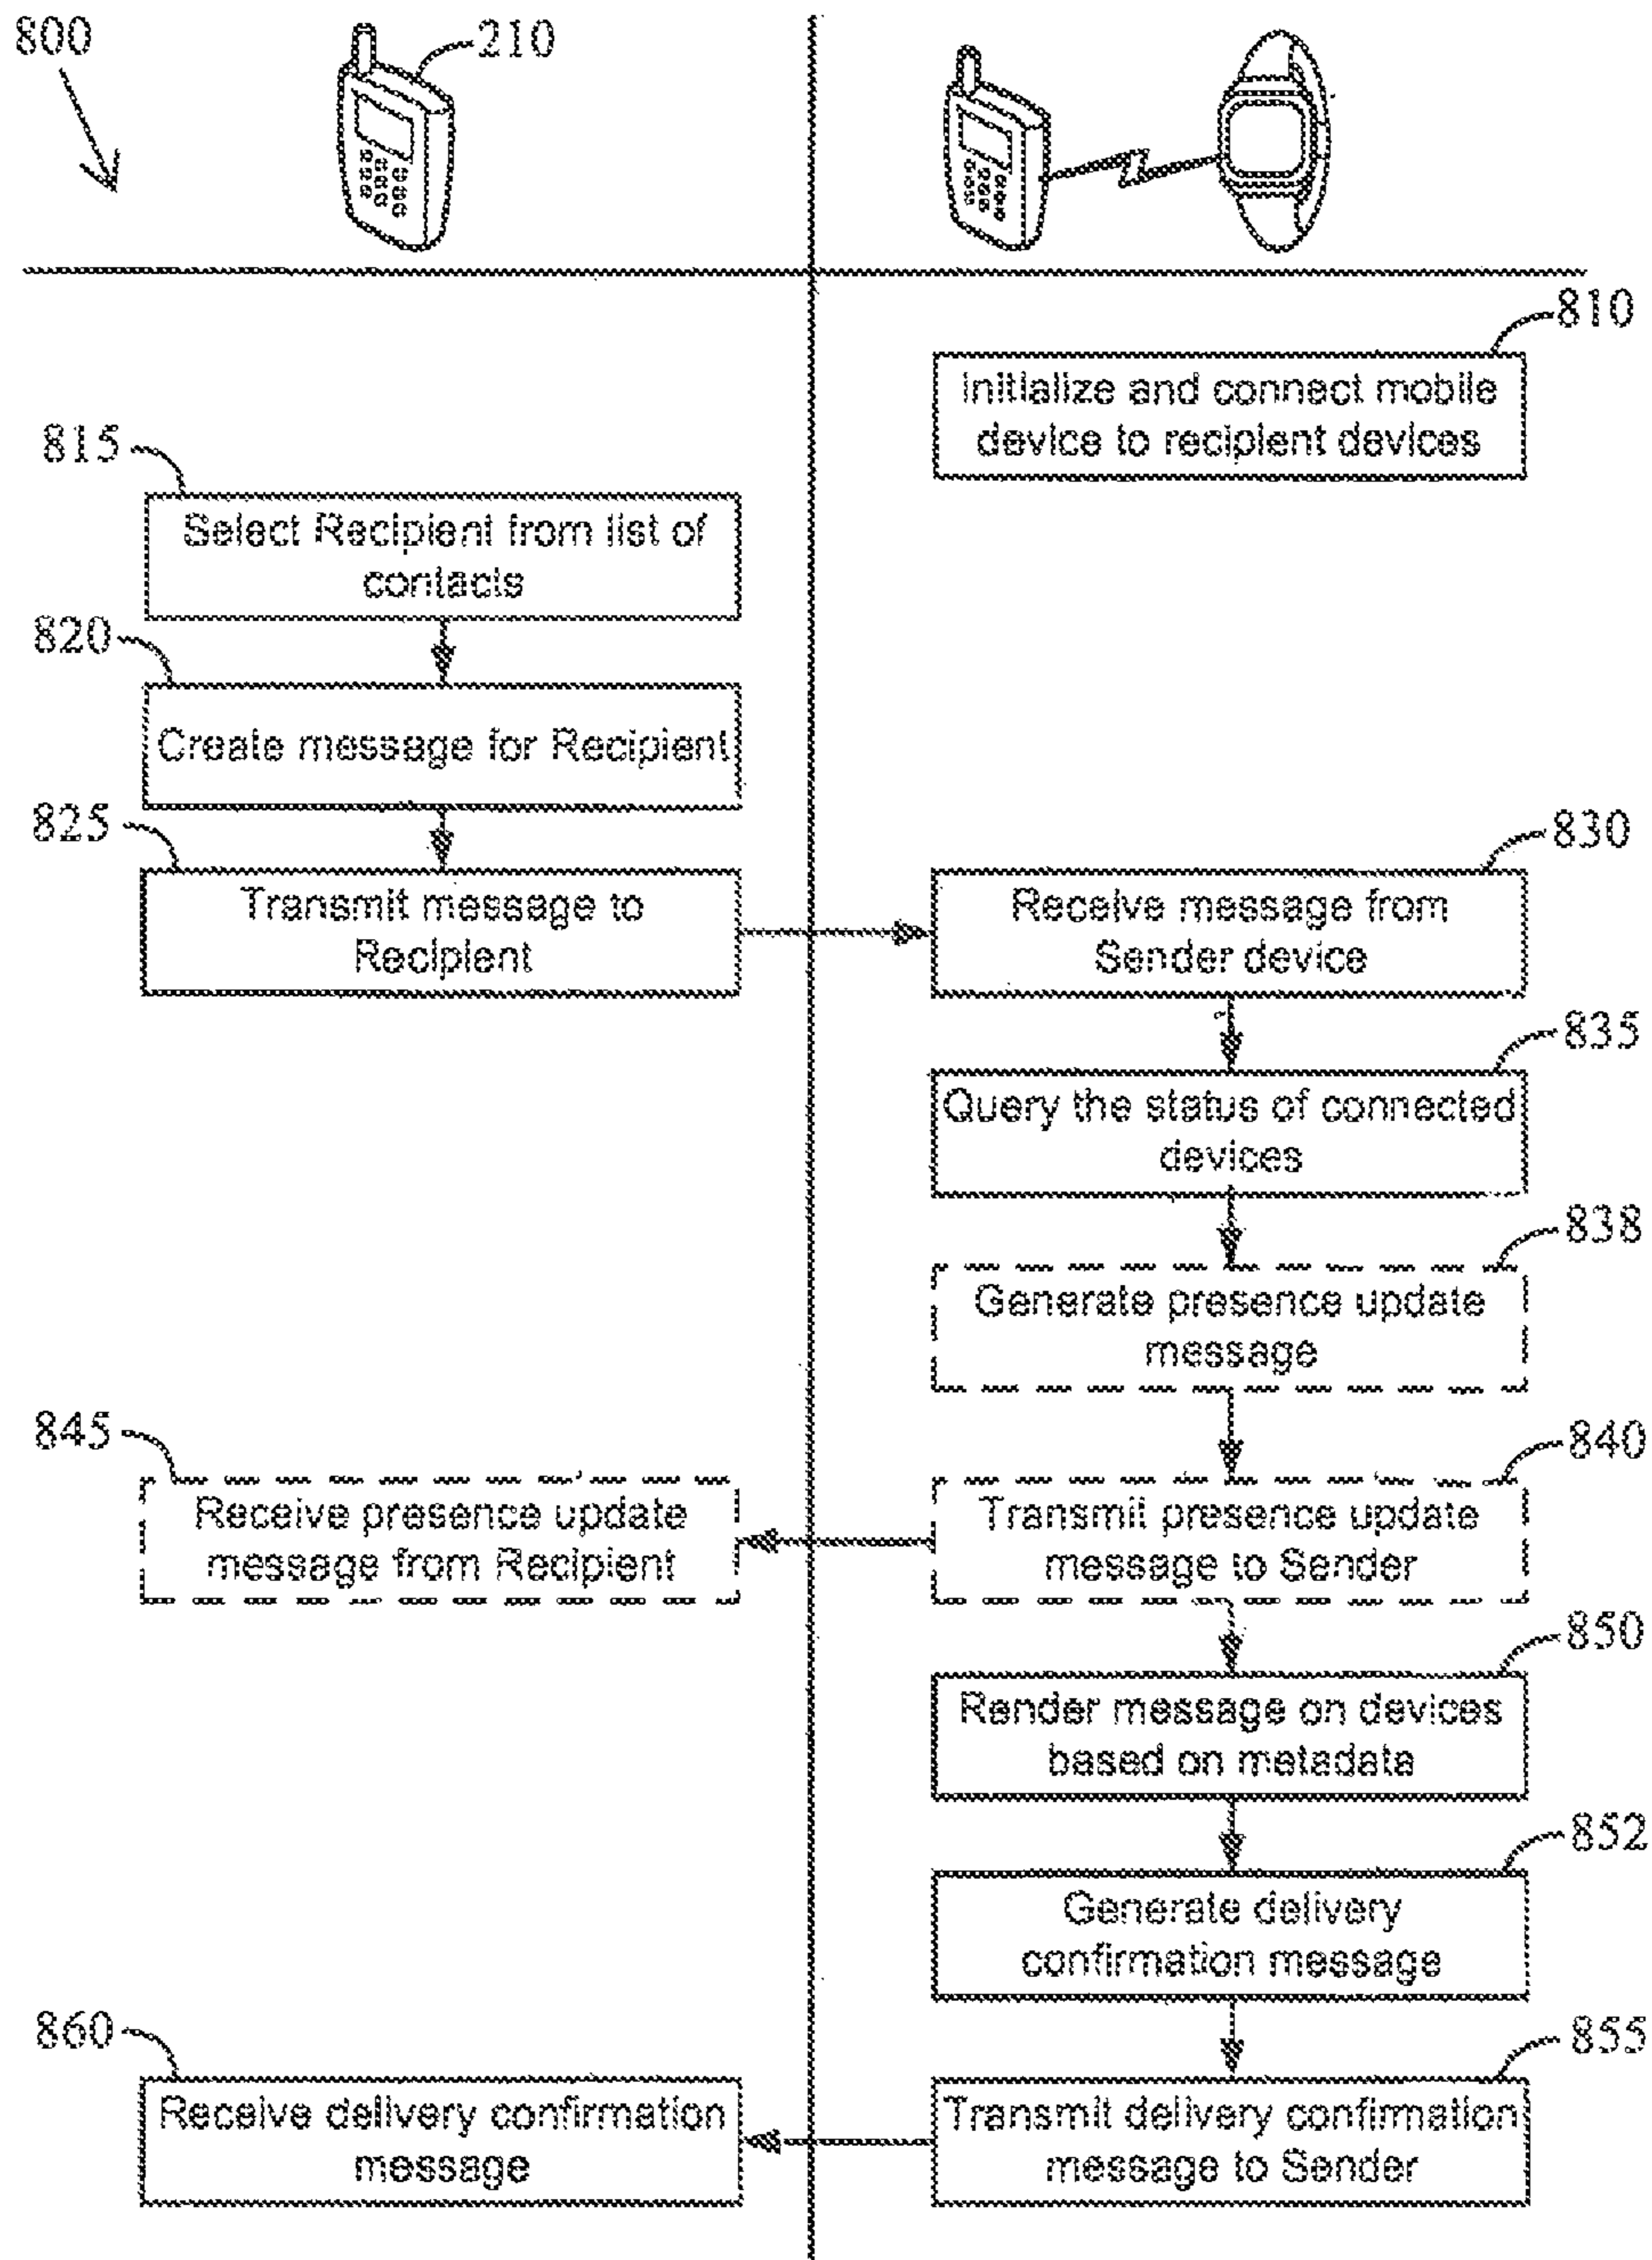 800
210
810
Initialize and connect mobile
device to recipient devices
815
Select Recipient from list of
contacts
820
Create message for Recipient
825
Transmit message to
Recipient
830
Receive message from
Sender device
835
Query the status of connected
devices
838
Generate presence update
message
840
Transmit presence update
message to Sender
845
Receive presence update
message from Recipient
850
Render message on devices
based on metadata
852
Generate delivery
confirmation message
855
Transmit delivery confirmation
message to Sender
860
Receive delivery confirmation
message